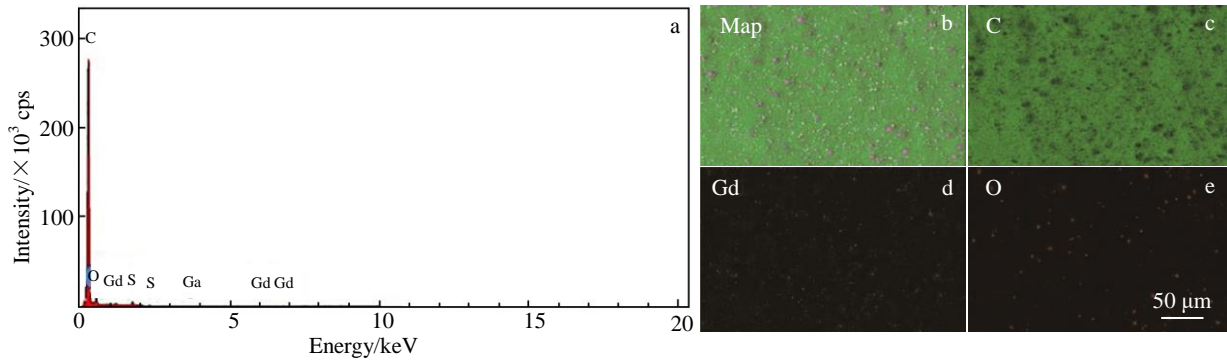 a
300
200
100
0
5
10
15
20
Intensity/×10³ cps
Energy/keV
C
O
Gd
S
S
Ga
Gd
Gd
Map
b
C
c
Gd
d
O
e
50 μm